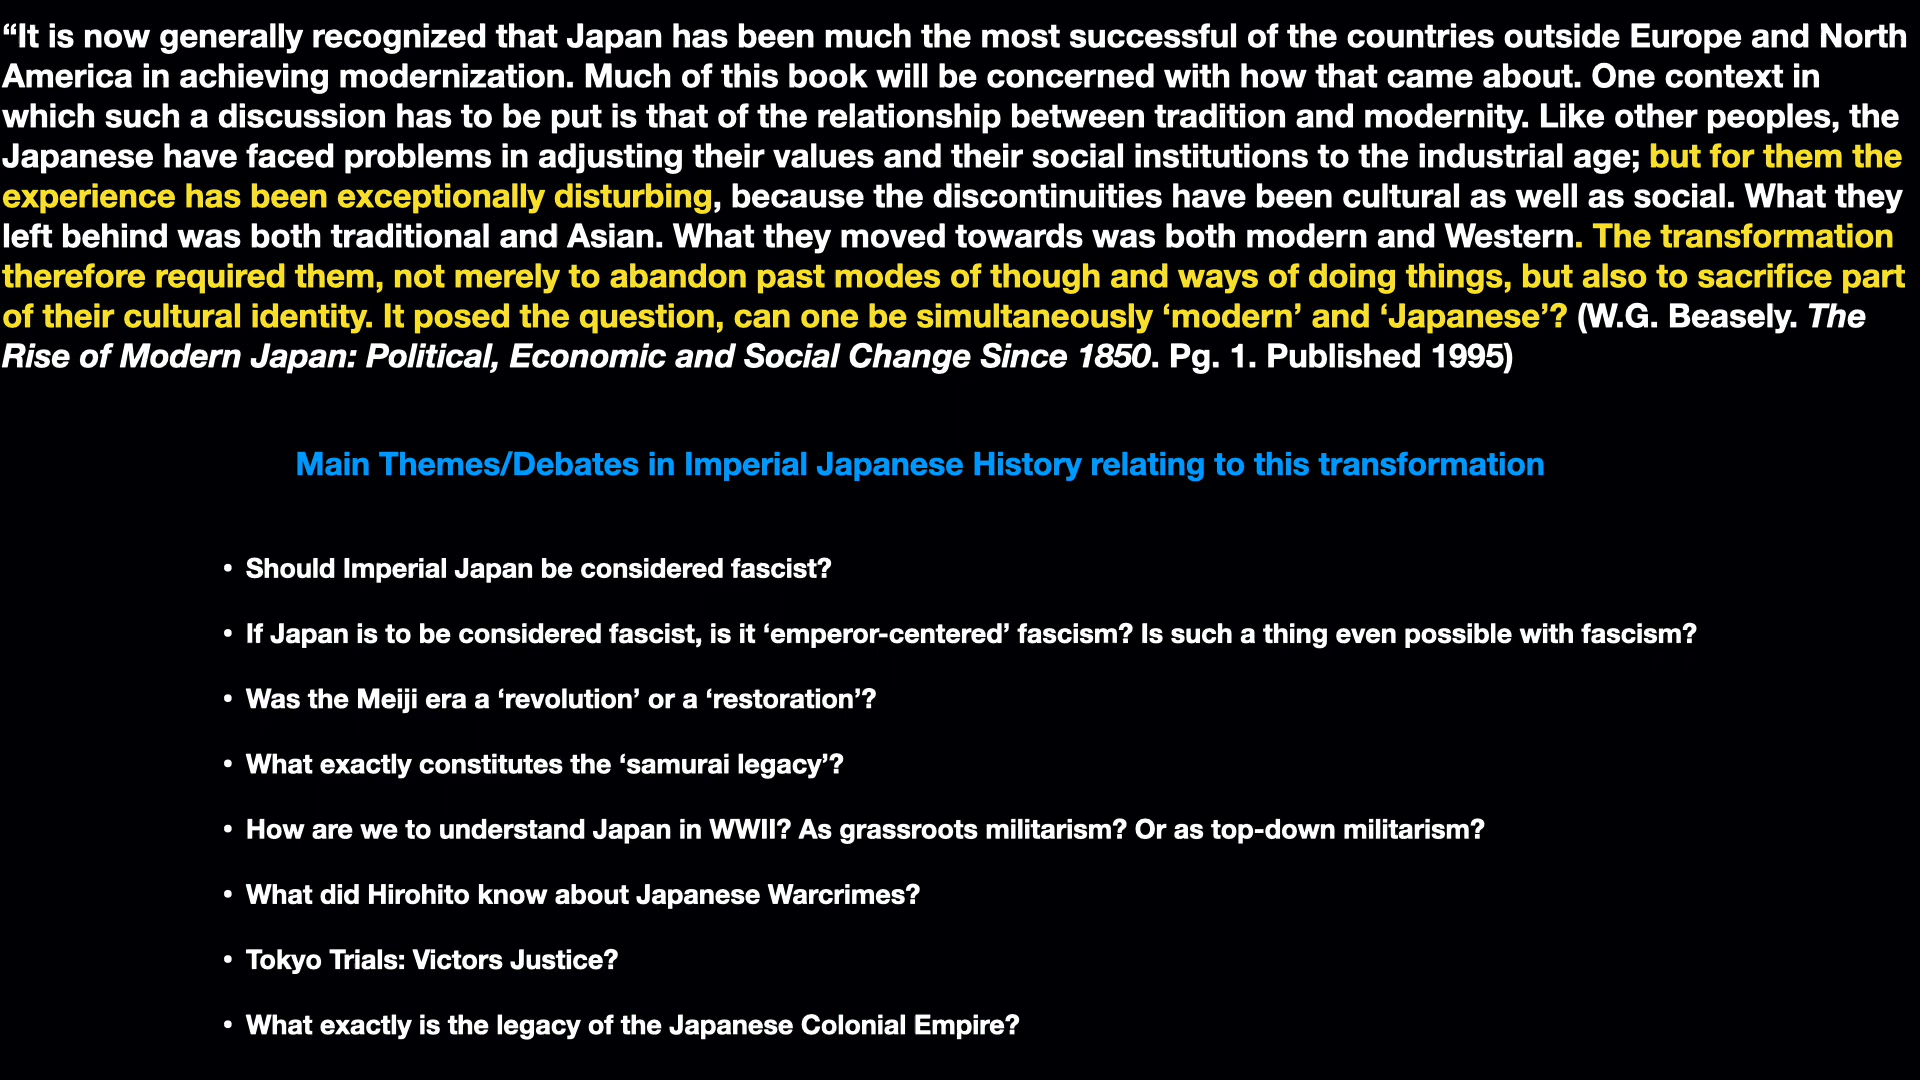 “It is now generally recognized that Japan has been much the most successful of the countries outside Europe and North
America in achieving modernization. Much of this book will be concerned with how that came about. One context in
which such a discussion has to be put is that of the relationship between tradition and modernity. Like other peoples, the
Japanese have faced problems in adjusting their values and their social institutions to the industrial age; but for them the
experience has been exceptionally disturbing, because the discontinuities have been cultural as well as social. What they
left behind was both traditional and Asian. What they moved towards was both modern and Western. The transformation
therefore required them, not merely to abandon past modes of though and ways of doing things, but also to sacrifice part
of their cultural identity. It posed the question, can one be simultaneously ‘modern’ and ‘Japanese’? (W.G. Beasely. The
Rise of Modern Japan: Political, Economic and Social Change Since 1850. Pg. 1. Published 1995)
Main Themes/Debates in Imperial Japanese History relating to this transformation
• Should Imperial Japan be considered fascist?
• If Japan is to be considered fascist, is it ‘emperor-centered’ fascism? Is such a thing even possible with fascism?
• Was the Meiji era a ‘revolution’ or a ‘restoration’?
• What exactly constitutes the ‘samurai legacy’?
• How are we to understand Japan in WWII? As grassroots militarism? Or as top-down militarism?
• What did Hirohito know about Japanese Warcrimes?
• Tokyo Trials: Victors Justice?
• What exactly is the legacy of the Japanese Colonial Empire?